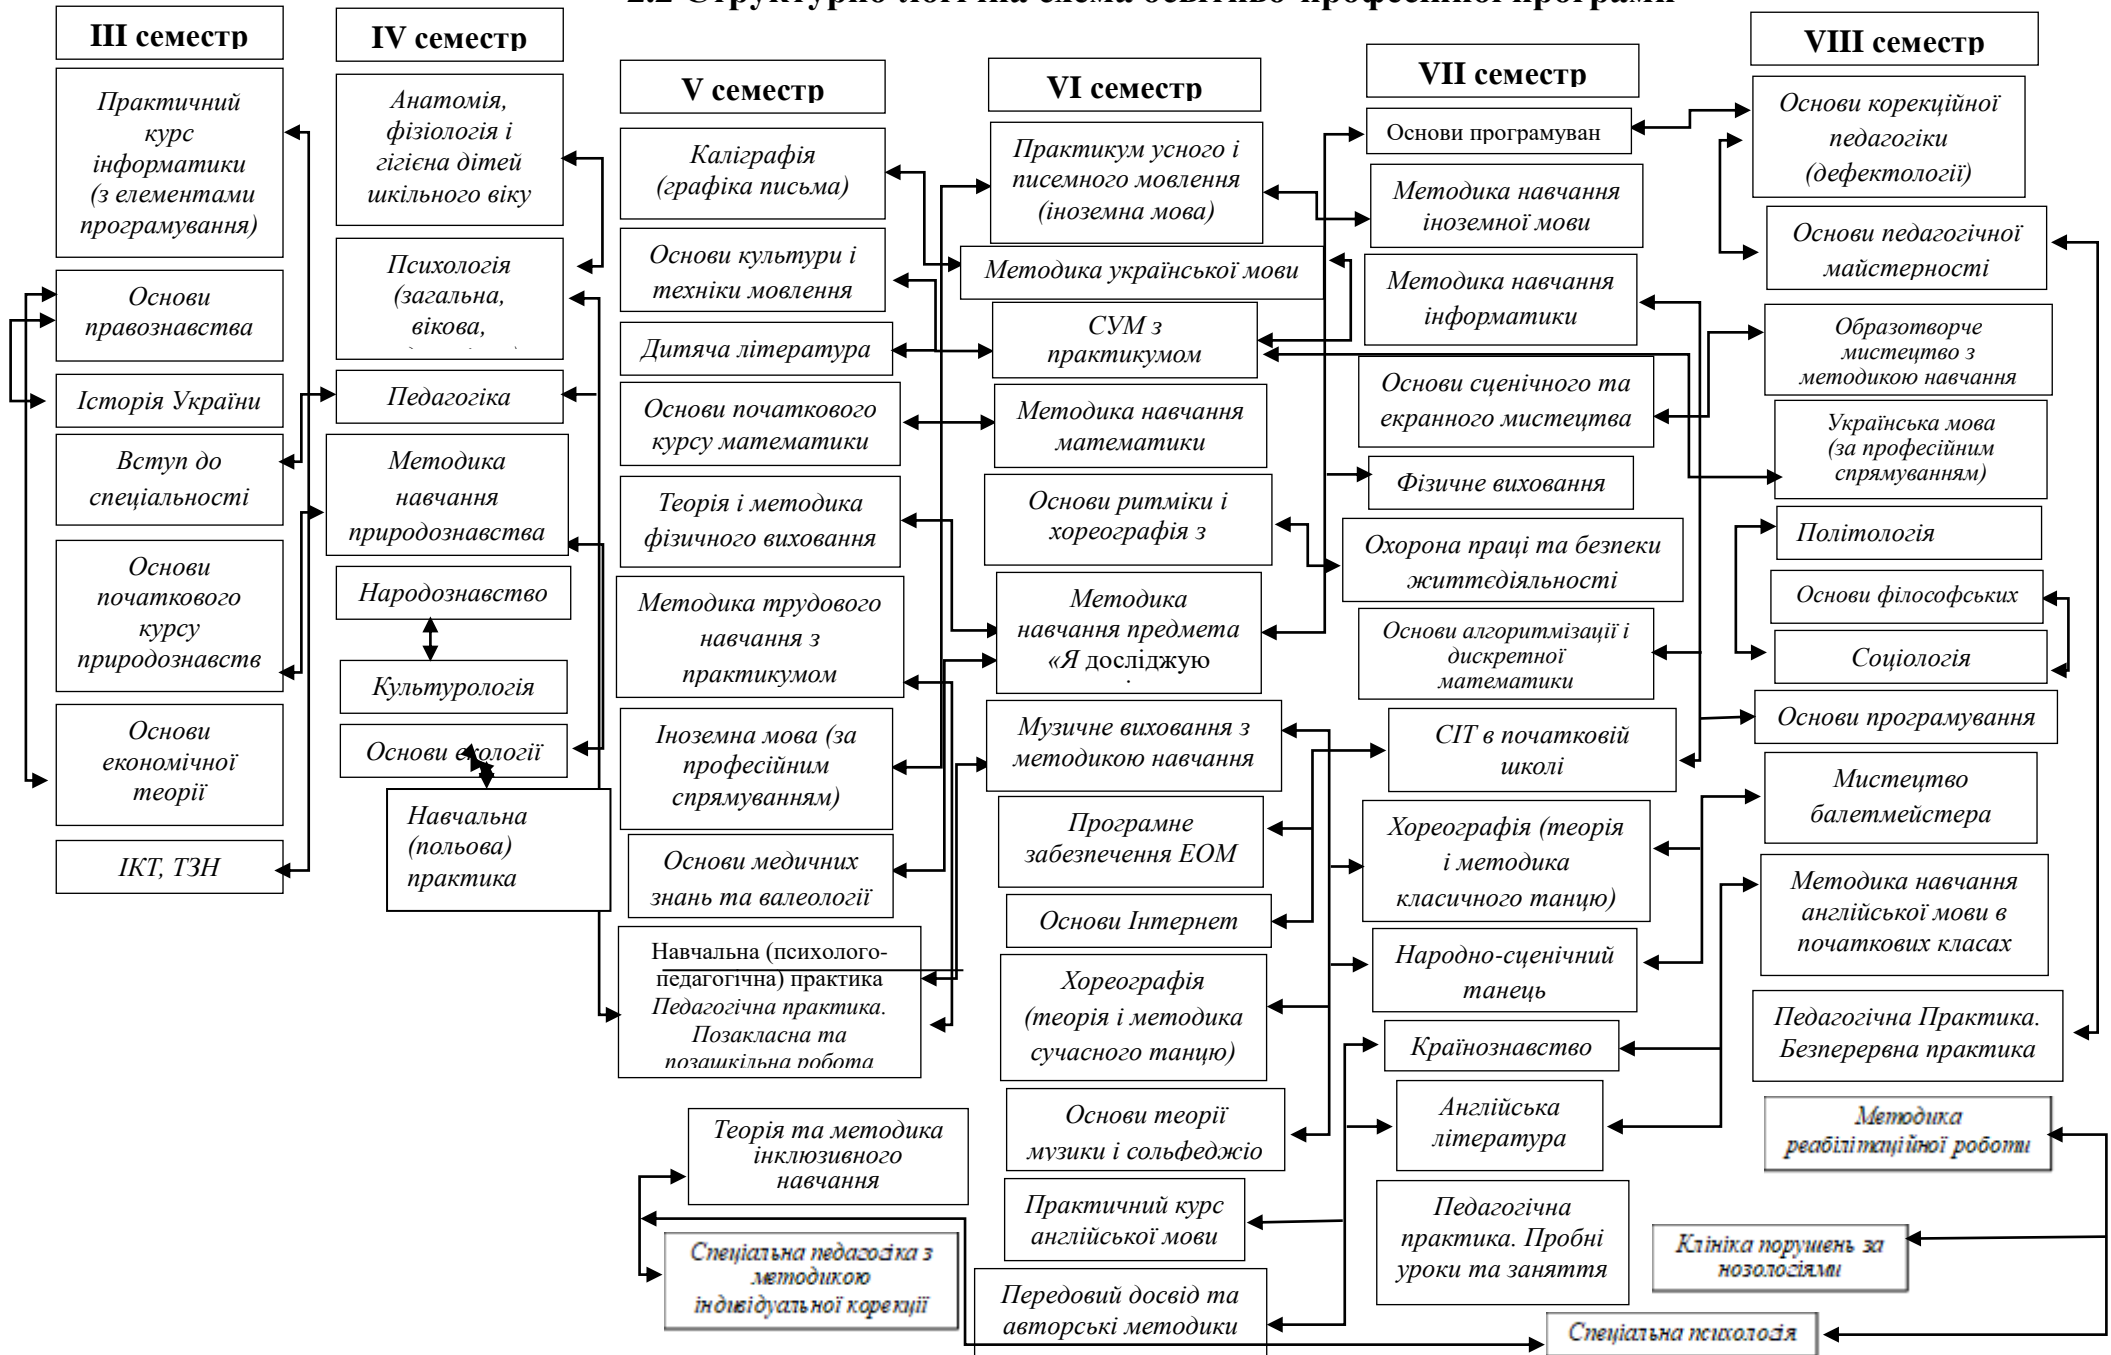 2.2 Структурно-логічна схема освітньо-професійної програми
III семестр
Практичний
курс
інформатики
(з елементами
програмування)
Основи
правознавства
Історія України
Вступ до
спеціальності
Основи
початкового
курсу
природознавств
Основи
економічної
теорії
ІКТ, ТЗН
IV семестр
Анатомія,
фізіологія і
гігієна дітей
шкільного віку
Психологія
(загальна,
вікова,
Педагогіка
Методика
навчання
природознавства
Народознавство
Культурологія
Основи екології
Навчальна
(польова)
практика
V семестр
Каліграфія
(графіка письма)
Основи культури і
техніки мовлення
Дитяча література
Основи початкового
курсу математики
Теорія і методика
фізичного виховання
Методика трудового
навчання з
практикумом
Іноземна мова (за
професійним
спрямуванням)
Основи медичних
знань та валеології
Навчальна (психолого-
педагогічна) практика
Педагогічна практика.
Позакласна та
позашкільна робота
Теорія та методика
інклюзивного
навчання
Спеціальна педагогіка з
методикою
індивідуальної корекції
VI семестр
Практикум усного і
писемного мовлення
(іноземна мова)
Методика української мови
СУМ з
практикумом
Методика навчання
математики
Основи ритміки і
хореографія з
Методика
навчання предмета
«Я досліджую
Музичне виховання з
методикою навчання
Програмне
забезпечення ЕОМ
Основи Інтернет
Хореографія
(теорія і методика
сучасного танцю)
Основи теорії
музики і сольфеджіо
Практичний курс
англійської мови
Передовий досвід та
авторські методики
VII семестр
Основи програмуван
Методика навчання
іноземної мови
Методика навчання
інформатики
Основи сценічного та
екранного мистецтва
Фізичне виховання
Охорона праці та безпеки
життєдіяльності
Основи алгоритмізації і
дискретної
математики
СІТ в початковій
школі
Хореографія (теорія
і методика
класичного танцю)
Народно-сценічний
танець
Країнознавство
Англійська
література
Педагогічна
практика. Пробні
уроки та заняття
Спеціальна психологія
VIII семестр
Основи корекційної
педагогіки
(дефектології)
Основи педагогічної
майстерності
Образотворче
мистецтво з
методикою навчання
Українська мова
(за професійним
спрямуванням)
Політологія
Основи філософських
Соціологія
Основи програмування
Мистецтво
балетмейстера
Методика навчання
англійської мови в
початкових класах
Педагогічна Практика.
Безперервна практика
Методика
реабілітаційної роботи
Клініка порушень за
нозологіями